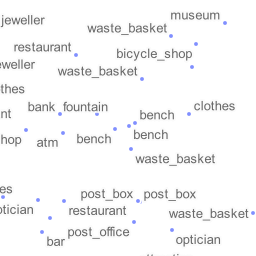 museum
jeweller
waste_basket
restaurant
bicycle_shop
eweller
waste_basket
thes
bank
fountain
clothes
nt
bench
hop
atm
bench
bench
waste_basket
es
post_box
post_box
ptician
restaurant
waste_basket
post_office
bar
optician